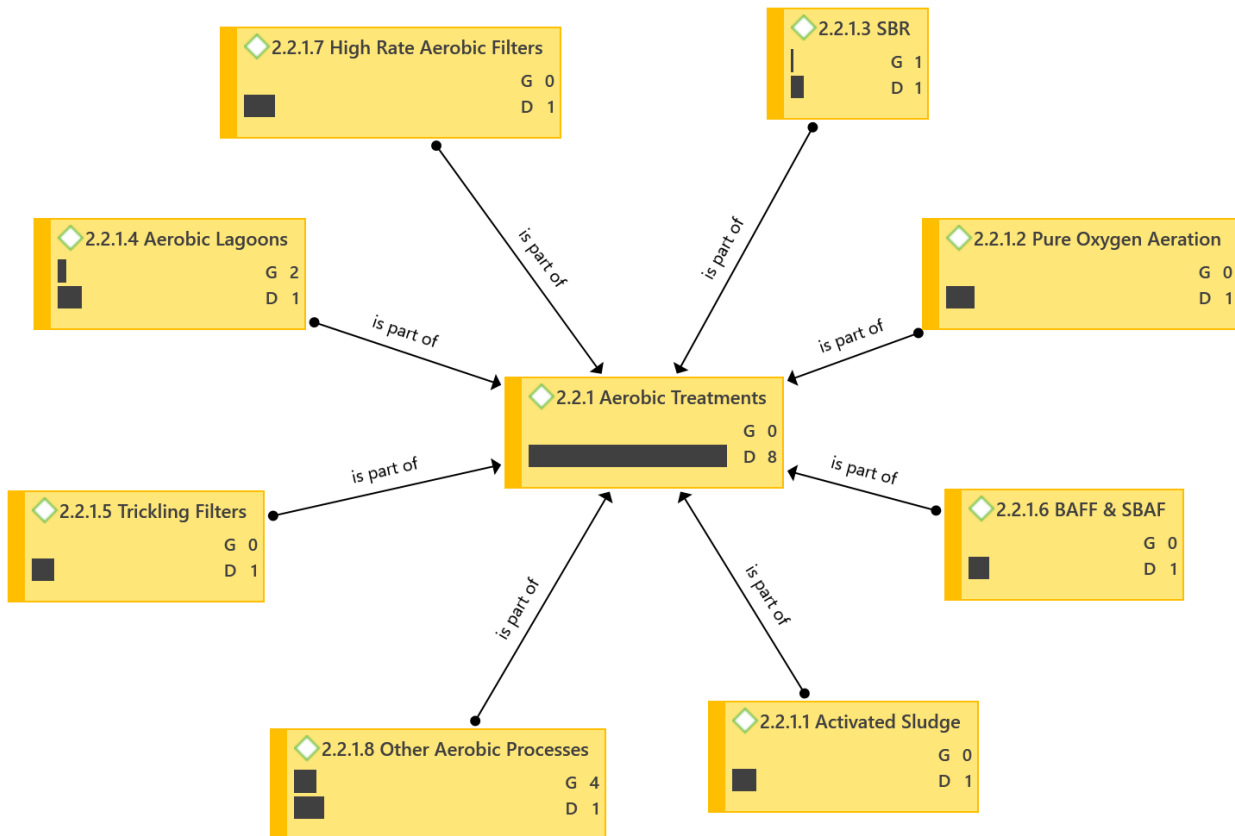 2.2.1.7 High Rate Aerobic Filters
G 0
D 1
2.2.1.3 SBR
G 1
D 1
is part of
is part of
2.2.1.4 Aerobic Lagoons
G 2
D 1
2.2.1.2 Pure Oxygen Aeration
G 0
D 1
is part of
is part of
2.2.1 Aerobic Treatments
G 0
D 8
is part of
is part of
2.2.1.5 Trickling Filters
G 0
D 1
2.2.1.6 BAFF & SBAF
G 0
D 1
is part of
is part of
2.2.1.8 Other Aerobic Processes
G 4
D 1
2.2.1.1 Activated Sludge
G 0
D 1